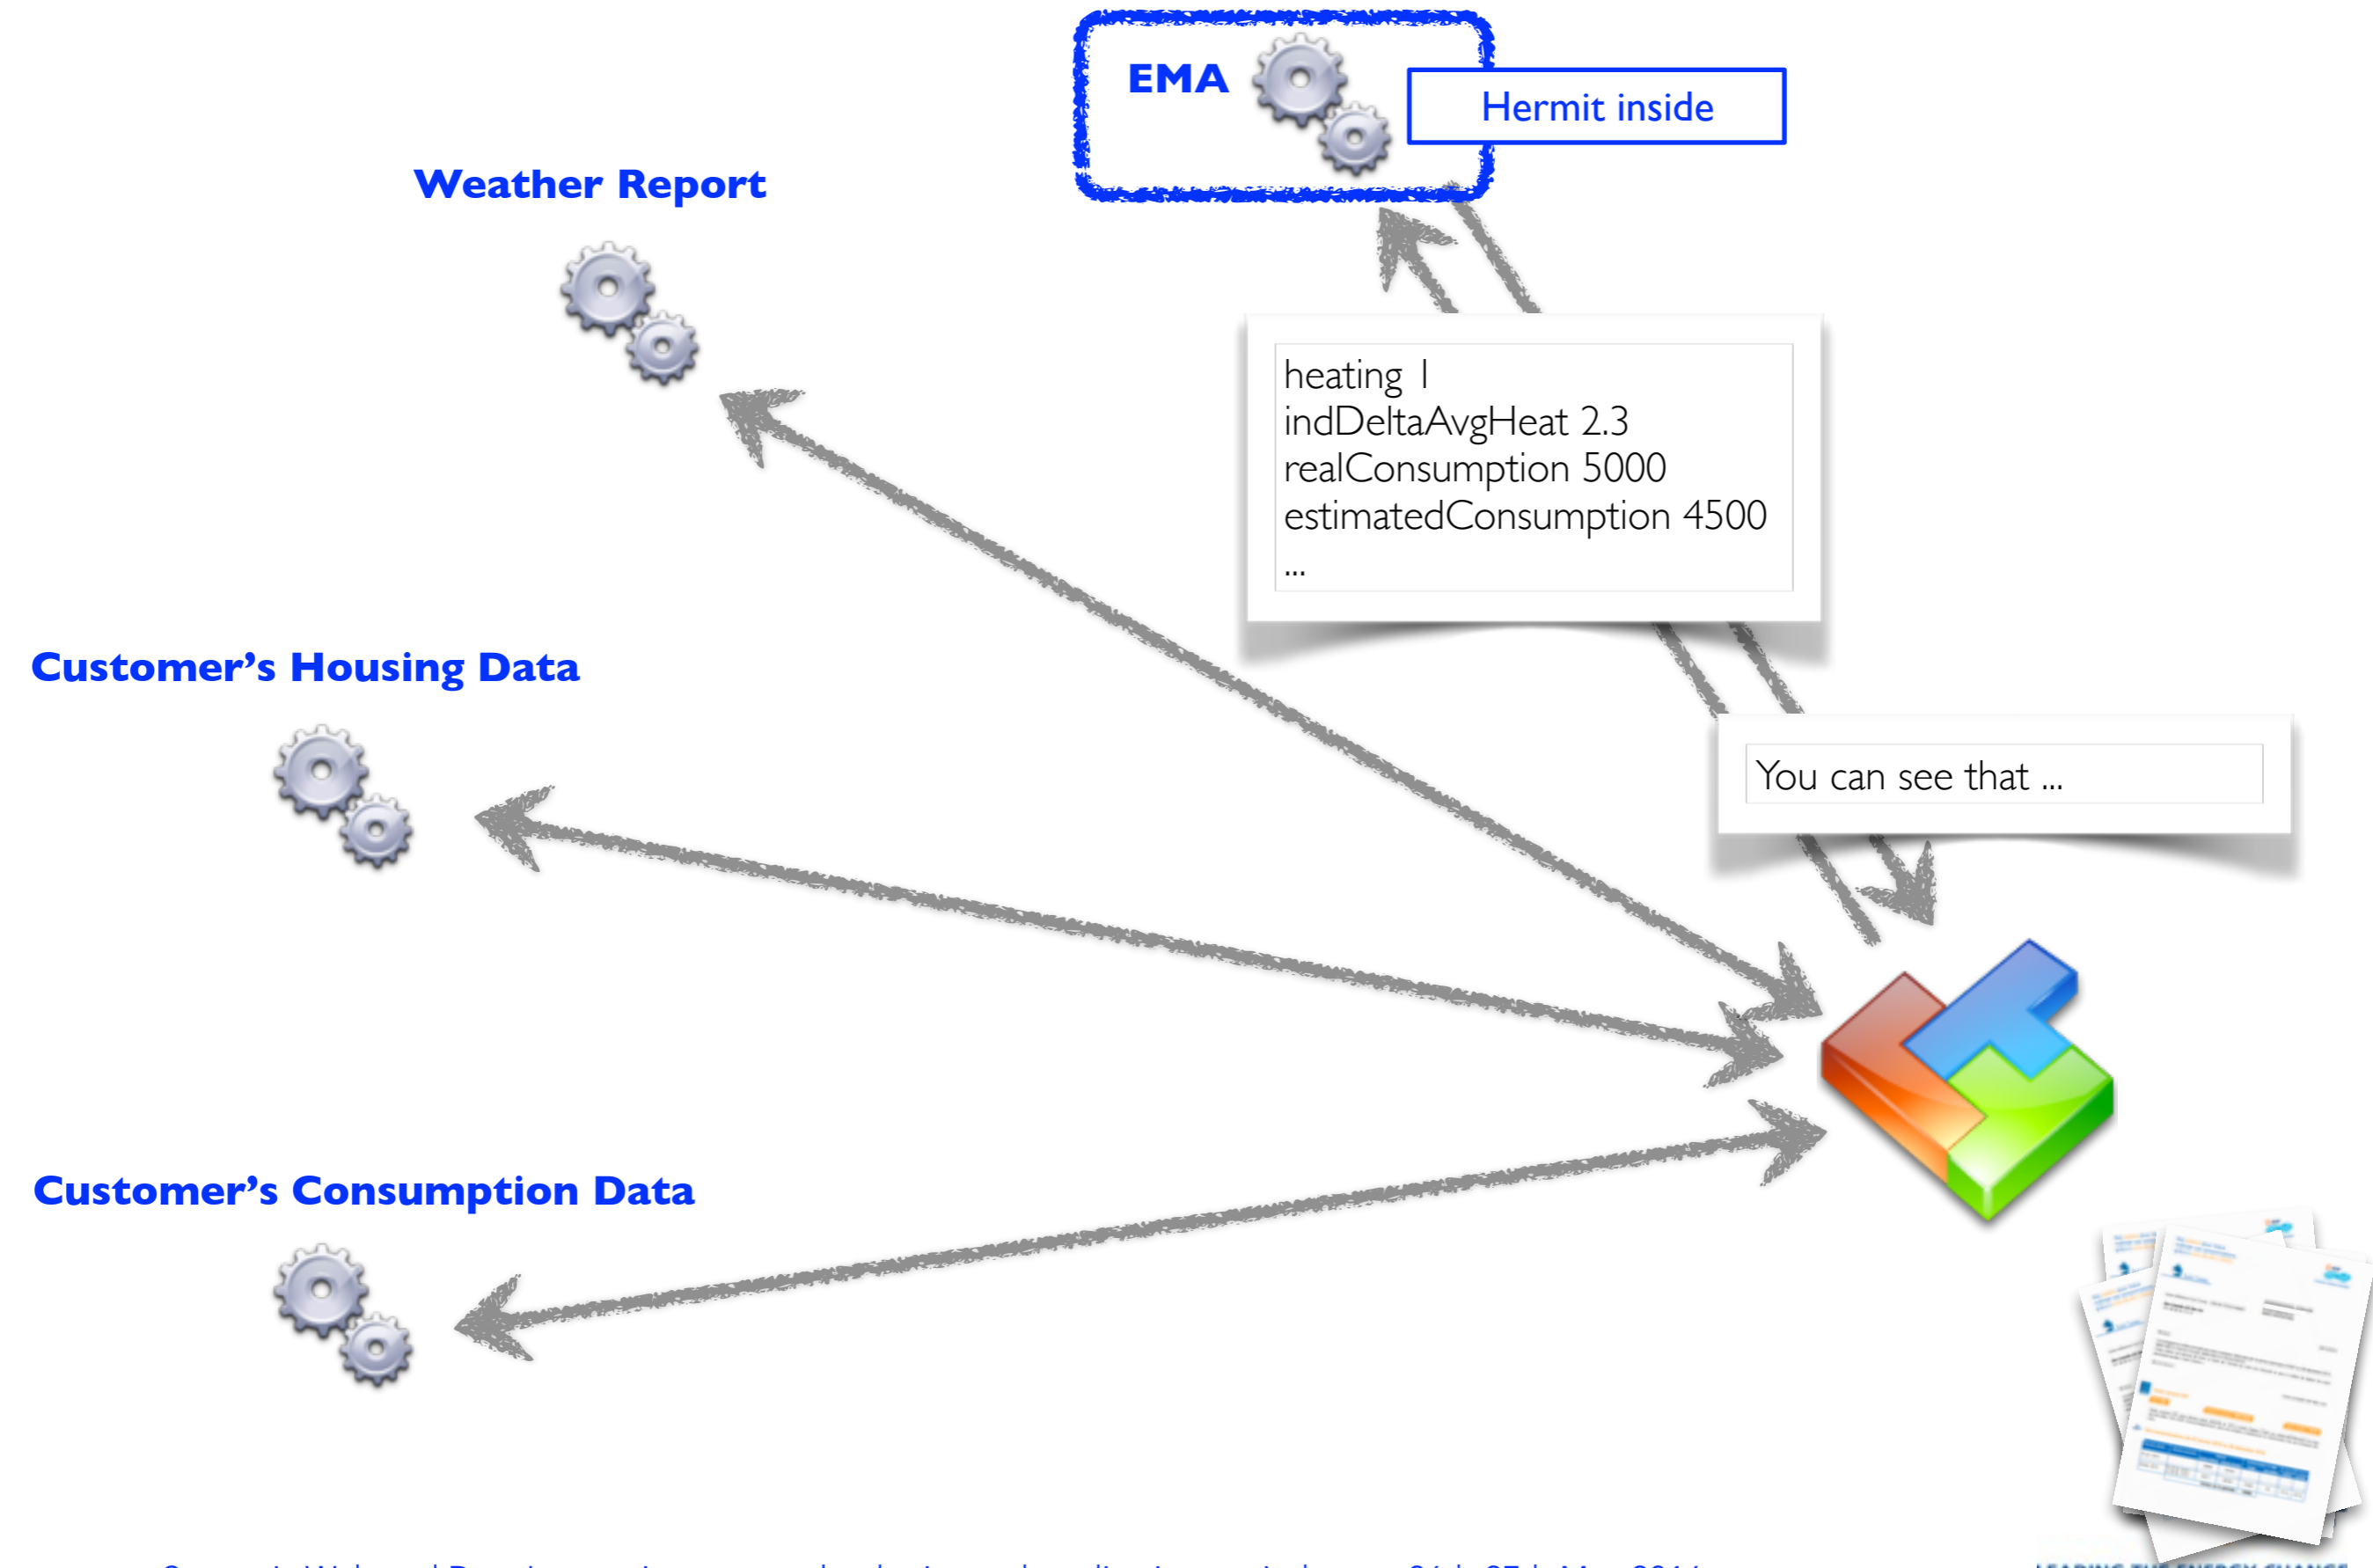 EMA
Hermit inside
Weather Report
heating 1
indDeltaAvgHeat 2.3
realConsumption 5000
estimatedConsumption 4500
...
Customer’s Housing Data
You can see that ...
Customer’s Consumption Data